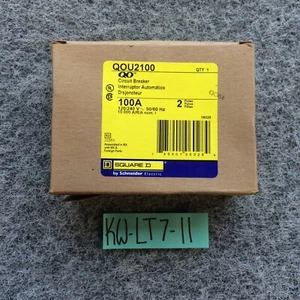 QOU2100
QTY 1
QO
Circuit Breaker
Interruptor Automático
Disjoncteur
100A
2
120/240 V~ 50/60 Hz
SQUARE D
by Schneider Electric
KW-LT7-11